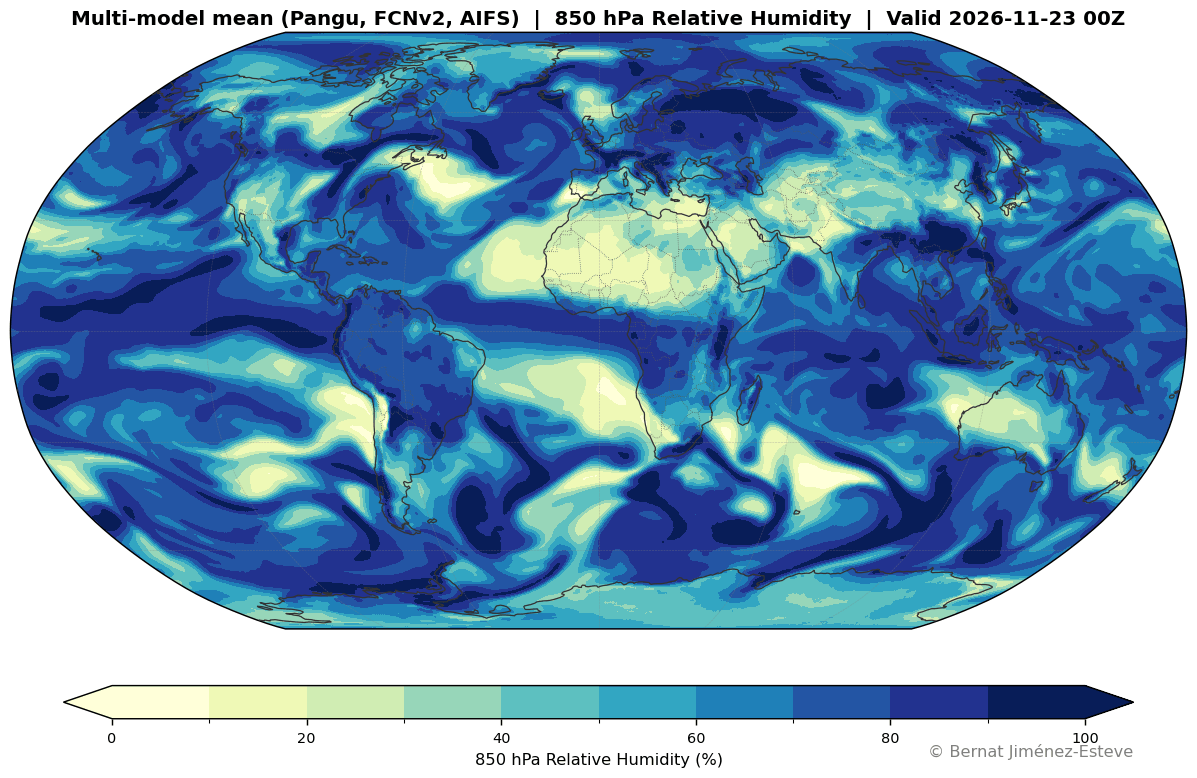 Multi-model mean (Pangu, FCNv2, AIFS)  |  850 hPa Relative Humidity  |  Valid 2026-11-23 00Z
0 20 40 60 80 100
850 hPa Relative Humidity (%)
© Bernat Jiménez-Esteve